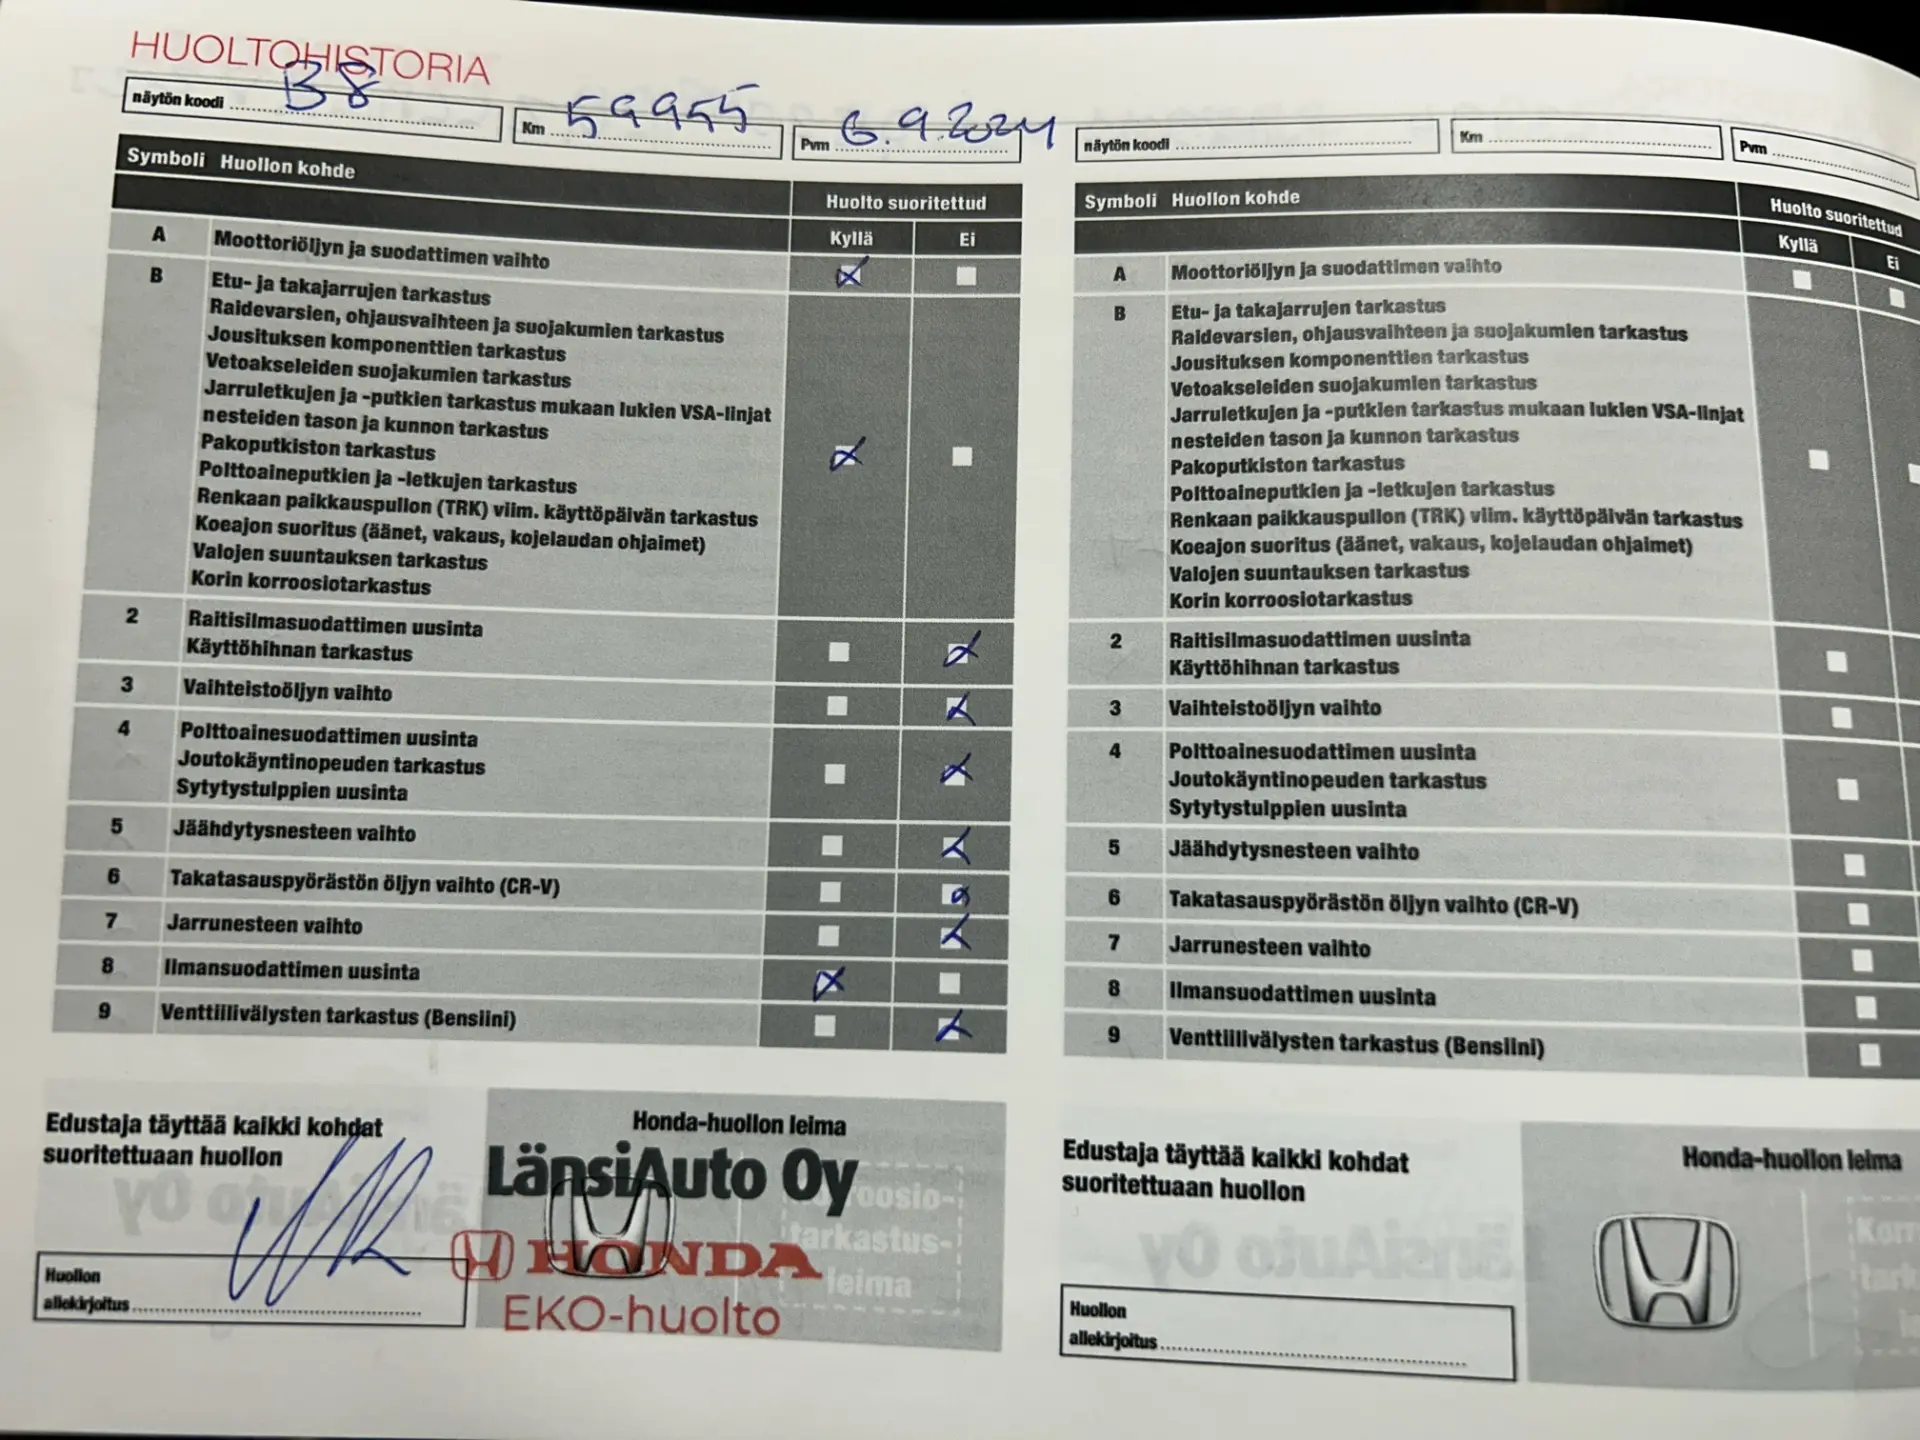 HUOLTOHISTORIA
näytön koodi B8
Km 59955
Pvm 6.9.2024
Symboli Huollon kohde
Huolto suoritettud
Kyllä Ei
A Moottoriöljyn ja suodattimen vaihto
B Etu- ja takajarrujen tarkastus
Raidevarsien, ohjausvaihteen ja suojakumien tarkastus
Jousituksen komponenttien tarkastus
Vetoakseleiden suojakumien tarkastus
Jarruletkujen ja -putkien tarkastus mukaan lukien VSA-linjat
nesteiden tason ja kunnon tarkastus
Pakoputkiston tarkastus
Polttoaineputkien ja -letkujen tarkastus
Renkaan paikkauspullon (TRK) viim. käyttöpäivän tarkastus
Koeajon suoritus (äänet, vakaus, kojelaudan ohjaimet)
Valojen suuntauksen tarkastus
Korin korroosiotarkastus
2 Raitisilmasuodattimen uusinta
Käyttöhihnan tarkastus
3 Vaihteistoöljyn vaihto
4 Polttoainesuodattimen uusinta
Joutokäyntinopeuden tarkastus
Sytytystulppien uusinta
5 Jäähdytysnesteen vaihto
6 Takatasauspyörästön öljyn vaihto (CR-V)
7 Jarrunesteen vaihto
8 Ilmansuodattimen uusinta
9 Venttiilivälysten tarkastus (Bensiini)
Edustaja täyttää kaikki kohdat
suoritettuaan huollon
Huollon
allekirjoitus
Honda-huollon leima
LänsiAuto Oy
HONDA
EKO-huolto
tarkastus-
leima
näytön koodi
Km
Pvm
Symboli Huollon kohde
Huolto suoritettud
Kyllä Ei
A Moottoriöljyn ja suodattimen vaihto
B Etu- ja takajarrujen tarkastus
Raidevarsien, ohjausvaihteen ja suojakumien tarkastus
Jousituksen komponenttien tarkastus
Vetoakseleiden suojakumien tarkastus
Jarruletkujen ja -putkien tarkastus mukaan lukien VSA-linjat
nesteiden tason ja kunnon tarkastus
Pakoputkiston tarkastus
Polttoaineputkien ja -letkujen tarkastus
Renkaan paikkauspullon (TRK) viim. käyttöpäivän tarkastus
Koeajon suoritus (äänet, vakaus, kojelaudan ohjaimet)
Valojen suuntauksen tarkastus
Korin korroosiotarkastus
2 Raitisilmasuodattimen uusinta
Käyttöhihnan tarkastus
3 Vaihteistoöljyn vaihto
4 Polttoainesuodattimen uusinta
Joutokäyntinopeuden tarkastus
Sytytystulppien uusinta
5 Jäähdytysnesteen vaihto
6 Takatasauspyörästön öljyn vaihto (CR-V)
7 Jarrunesteen vaihto
8 Ilmansuodattimen uusinta
9 Venttiilivälysten tarkastus (Bensiini)
Edustaja täyttää kaikki kohdat
suoritettuaan huollon
Huollon
allekirjoitus
Honda-huollon leima